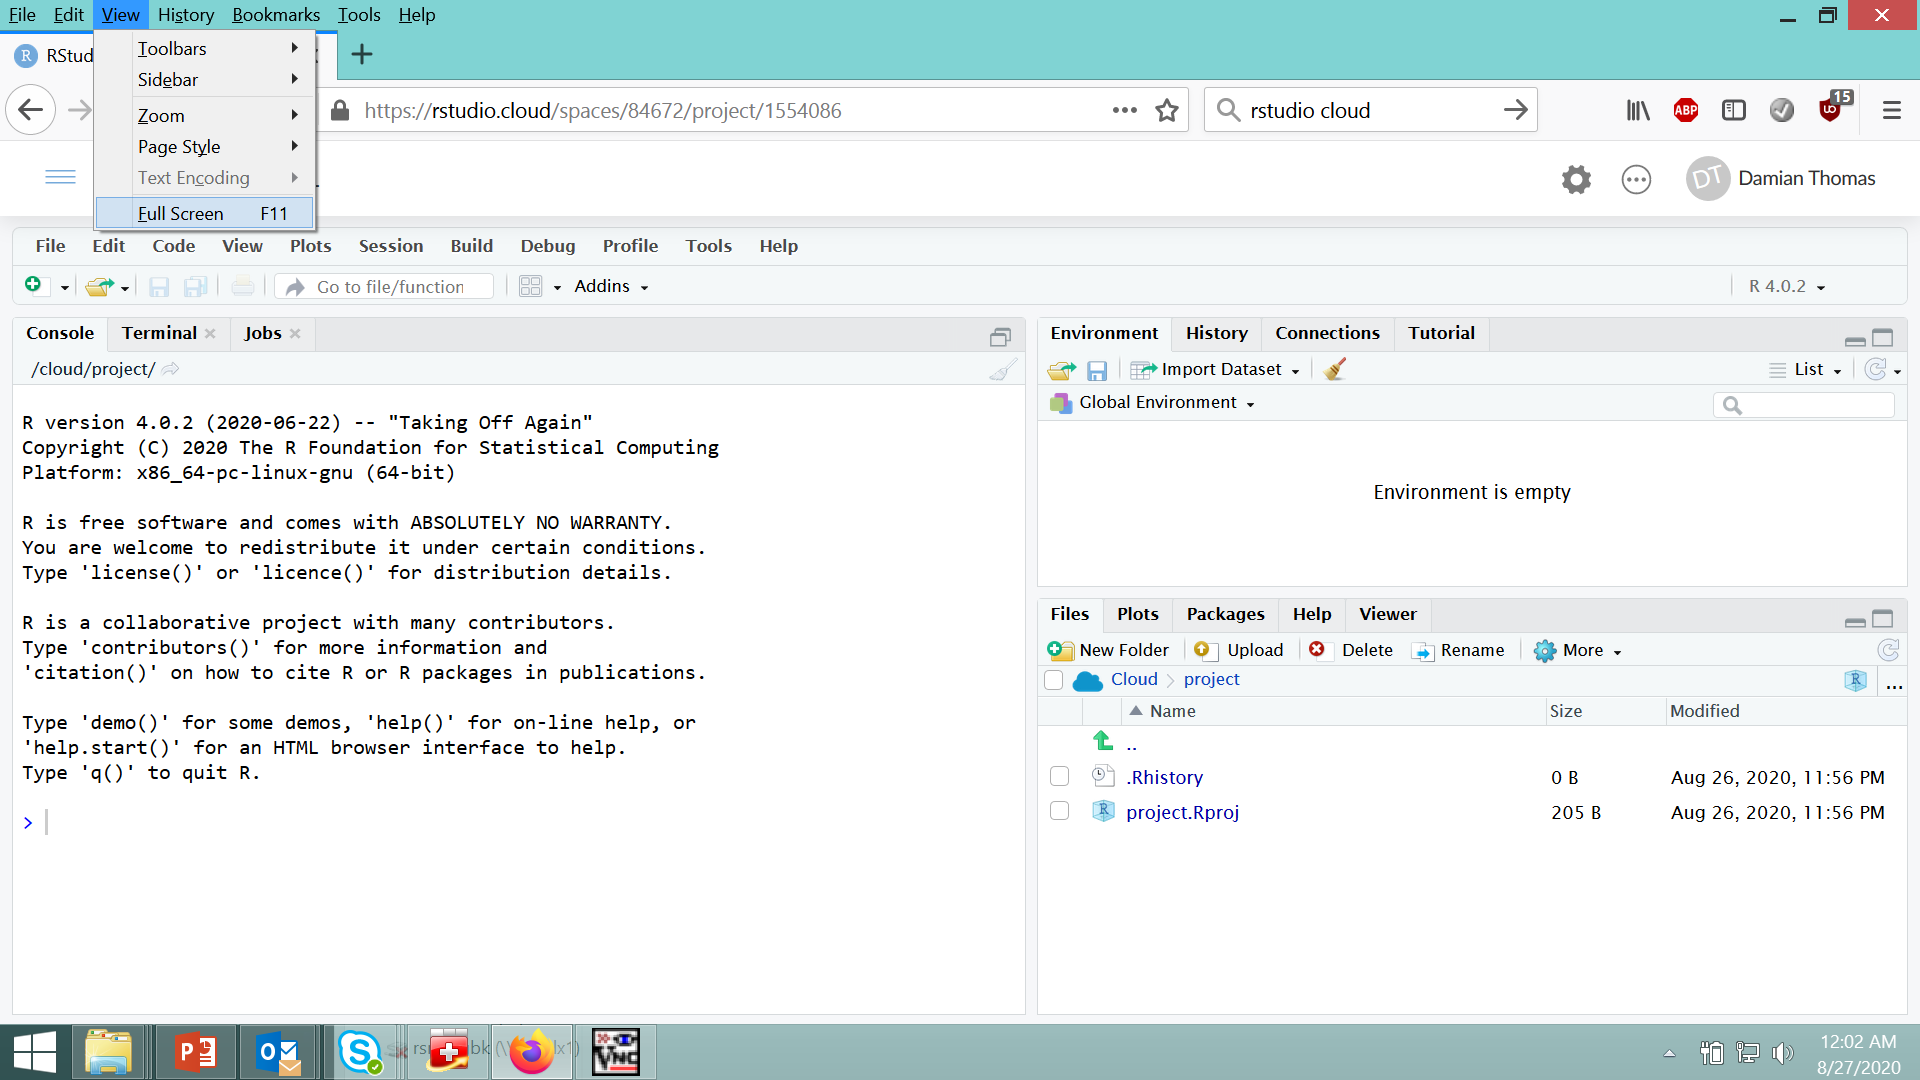 File Edit View History Bookmarks Tools Help
RStud
Toolbars
Sidebar
Zoom
Page Style
Text Encoding
Full Screen F11
https://rstudio.cloud/spaces/84672/project/1554086
rstudio cloud
ABP
15
DT Damian Thomas
File Edit Code View Plots Session Build Debug Profile Tools Help
Go to file/function
Addins
R 4.0.2
Console Terminal Jobs
/cloud/project/
R version 4.0.2 (2020-06-22) -- "Taking Off Again"
Copyright (C) 2020 The R Foundation for Statistical Computing
Platform: x86_64-pc-linux-gnu (64-bit)
R is free software and comes with ABSOLUTELY NO WARRANTY.
You are welcome to redistribute it under certain conditions.
Type 'license()' or 'licence()' for distribution details.
R is a collaborative project with many contributors.
Type 'contributors()' for more information and
'citation()' on how to cite R or R packages in publications.
Type 'demo()' for some demos, 'help()' for on-line help, or
'help.start()' for an HTML browser interface to help.
Type 'q()' to quit R.
>
Environment History Connections Tutorial
Import Dataset
List
Global Environment
Environment is empty
Files Plots Packages Help Viewer
New Folder Upload Delete Rename More
Cloud project
Name Size Modified
..
.Rhistory 0 B Aug 26, 2020, 11:56 PM
project.Rproj 205 B Aug 26, 2020, 11:56 PM
12:02 AM
8/27/2020